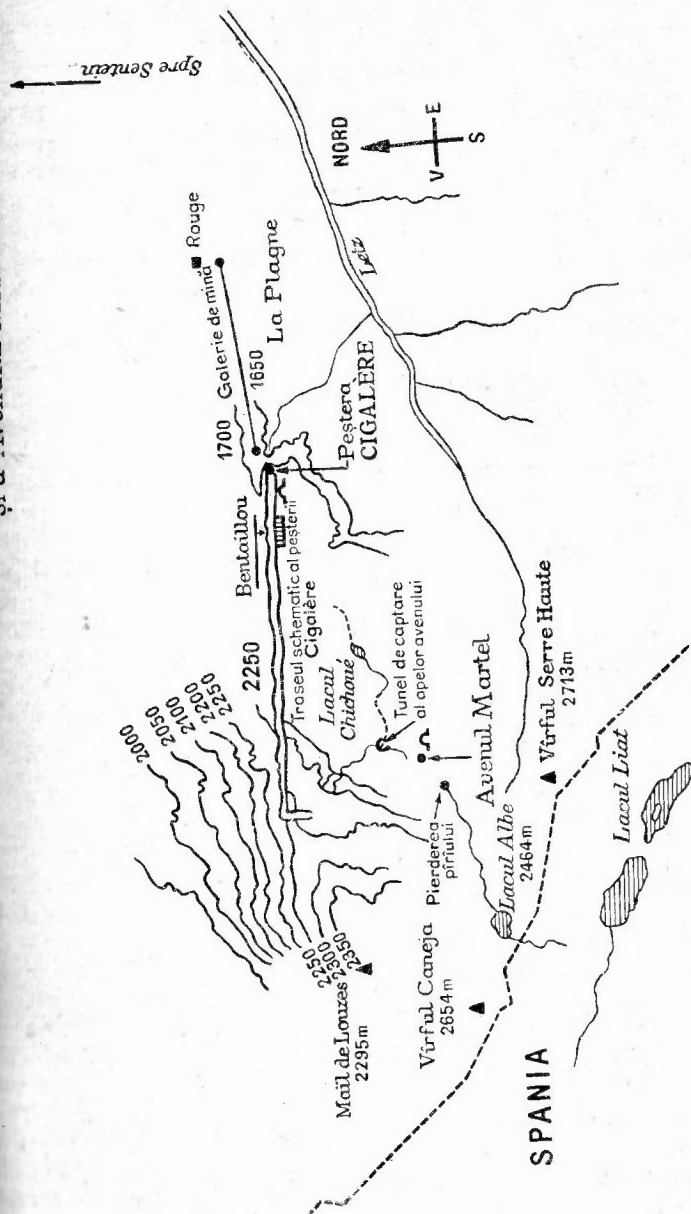 Spre Sentein
NORD
V
E
S
Rouge
Galerie de mină
La Plagne
1700
1650
Letz
Peștera
CIGALERE
Bentaillou
Traseul schematic al peșterii
Cigalère
2250
2000
2050
2100
2200
2250
Lacul
Chichoué
Tunel de captare
al apelor avenului
Avenul Martel
Pierderea
pîrîului
2250
2300
2350
Mail de Louzes
2295m
Vîrful Caneja
2654m
Lacul Albe
2464m
Vîrful Serre Haute
2713m
Lacul Liat
SPANIA